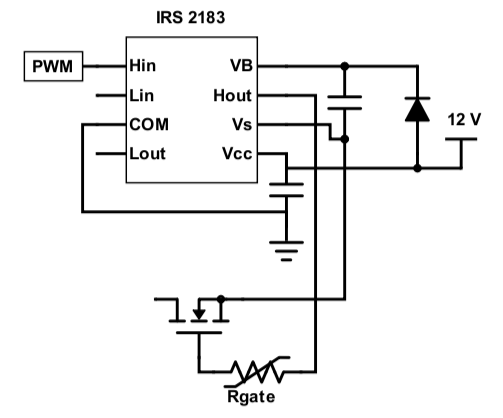 IRS 2183
PWM
Hin
VB
Lin
Hout
COM
Vs
12 V
Lout
Vcc
Rgate